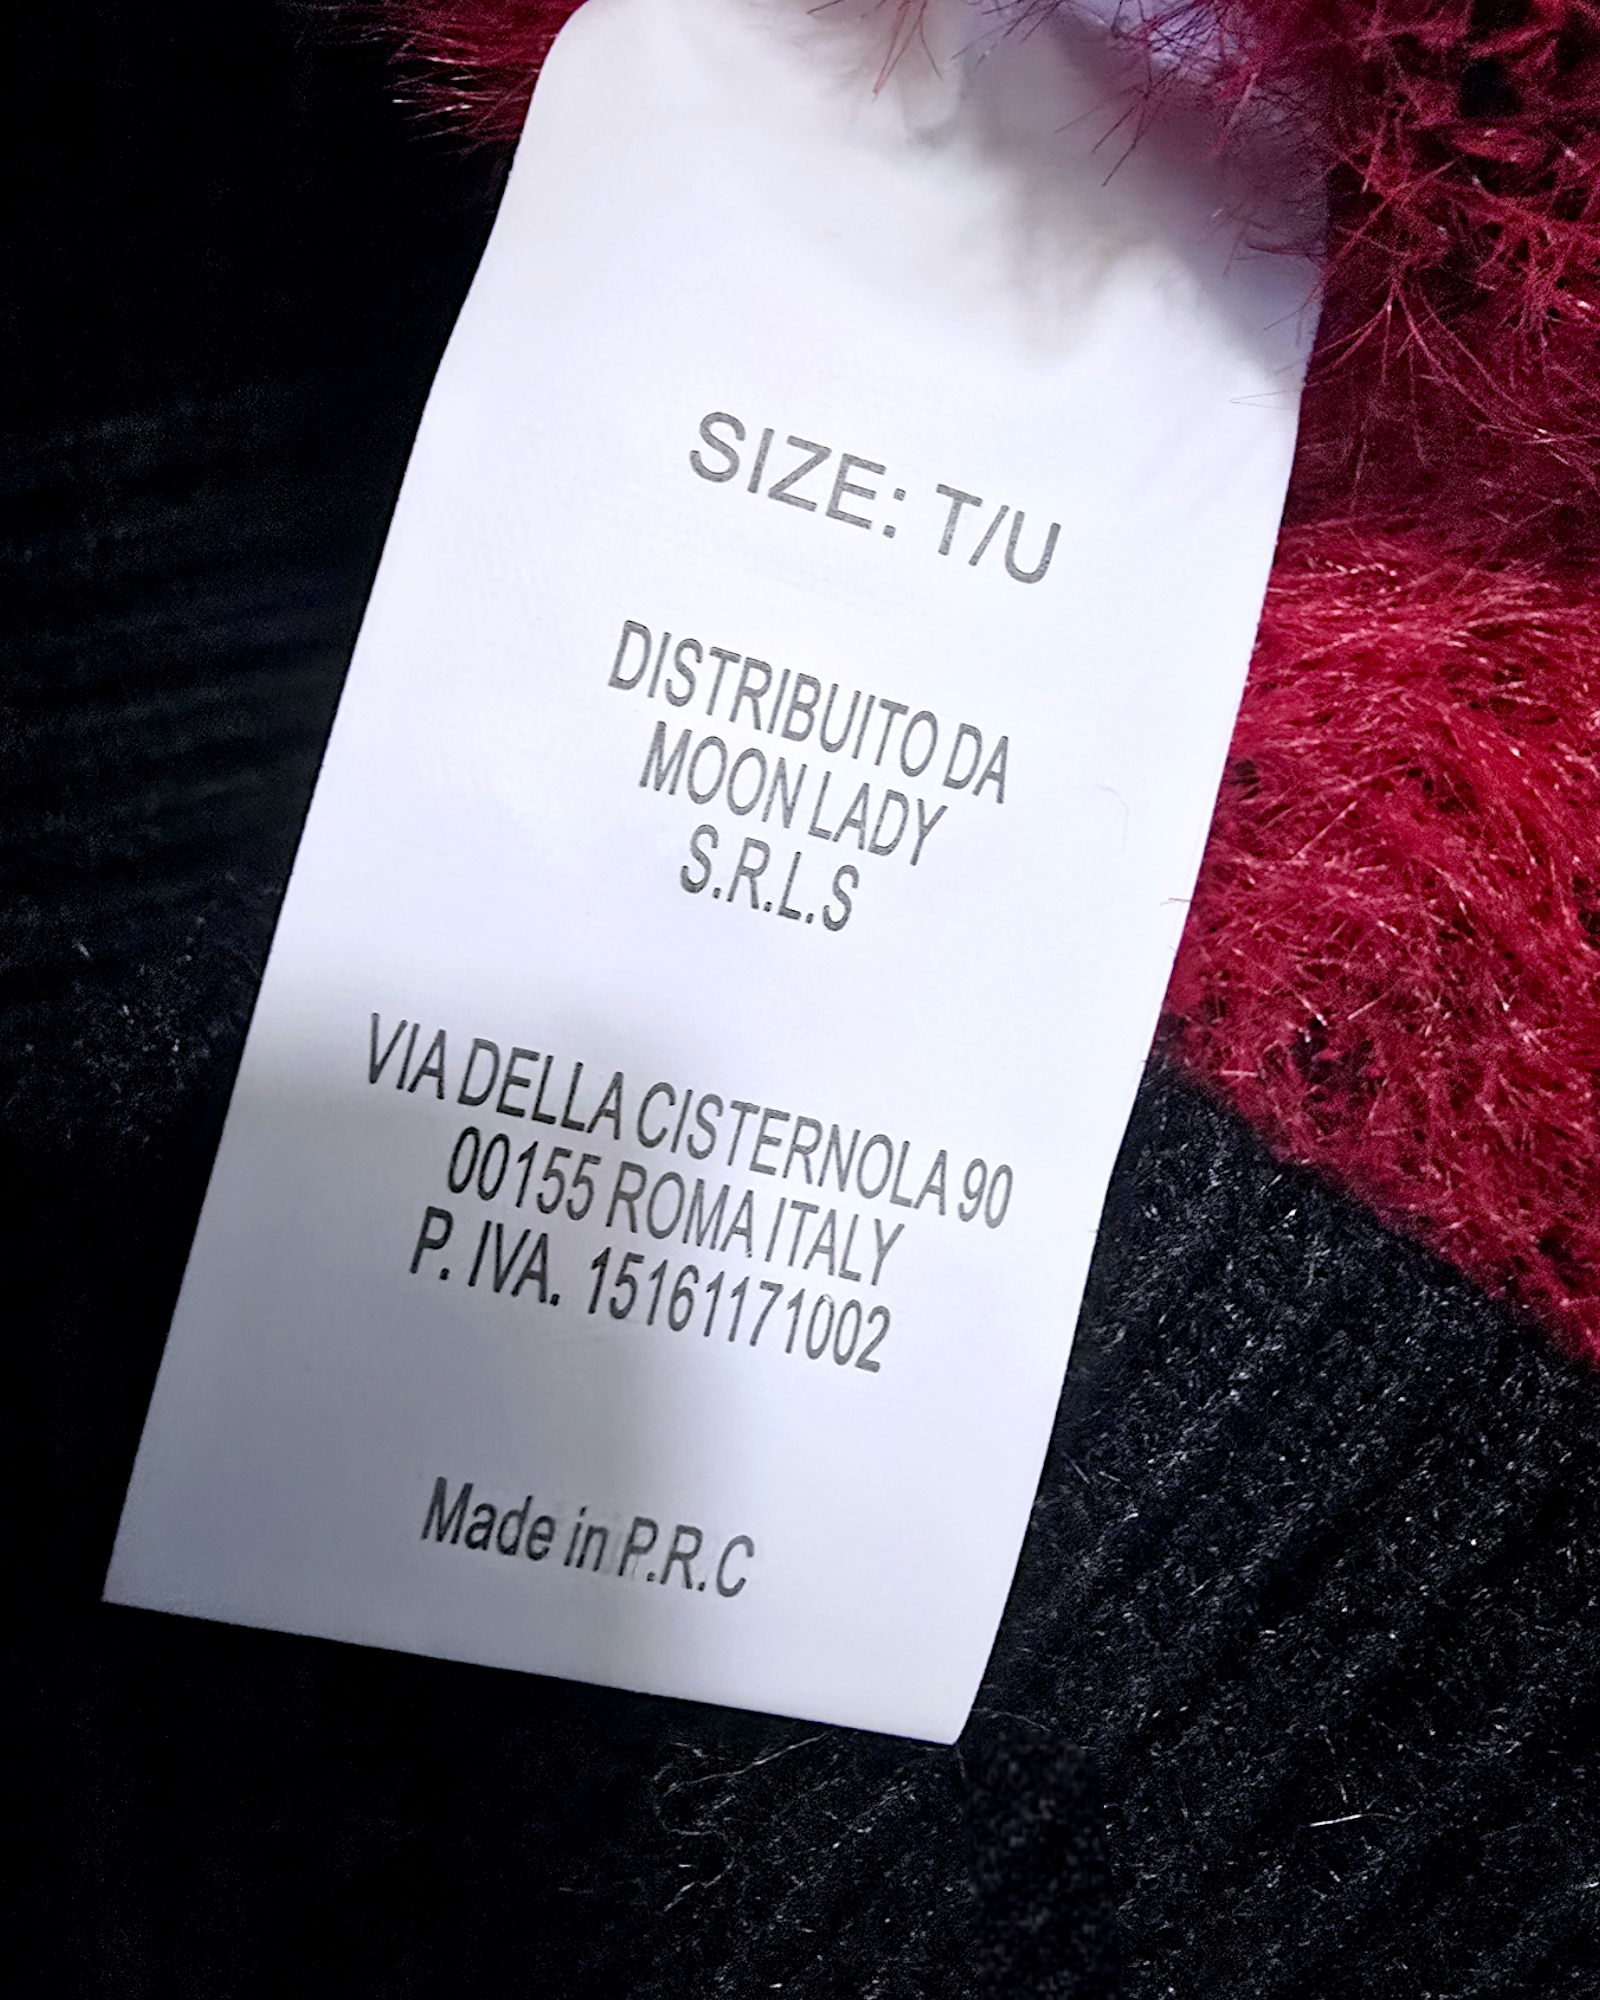 SIZE: T/U
DISTRIBUITO DA
MOON LADY
S.R.L.S
VIA DELLA CISTERNOLA 90
00155 ROMA ITALY
P. IVA. 15161171002
Made in P.R.C